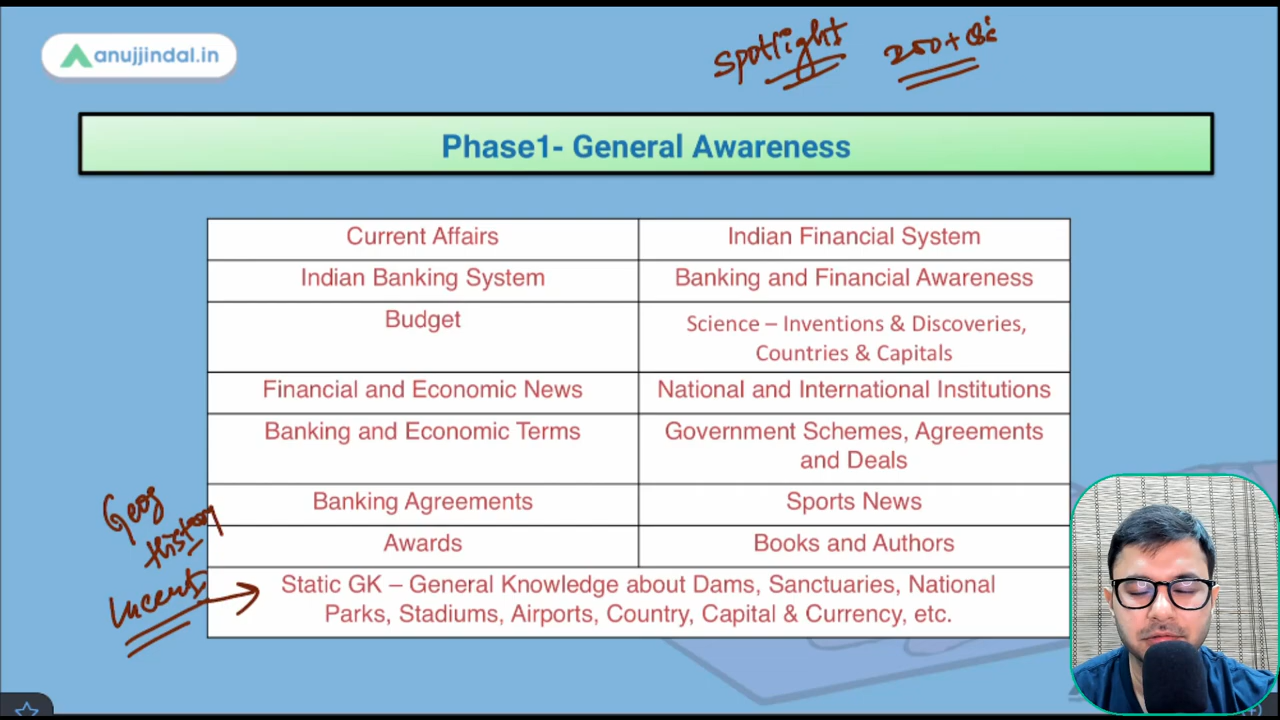 anujjindal.in
Spotlight 250+
Phase1- General Awareness
Current Affairs
Indian Financial System
Indian Banking System
Banking and Financial Awareness
Budget
Science – Inventions & Discoveries,
Countries & Capitals
Financial and Economic News
National and International Institutions
Banking and Economic Terms
Government Schemes, Agreements
and Deals
Banking Agreements
Sports News
Awards
Books and Authors
Geog
History
Lucent
Static GK – General Knowledge about Dams, Sanctuaries, National
Parks, Stadiums, Airports, Country, Capital & Currency, etc.